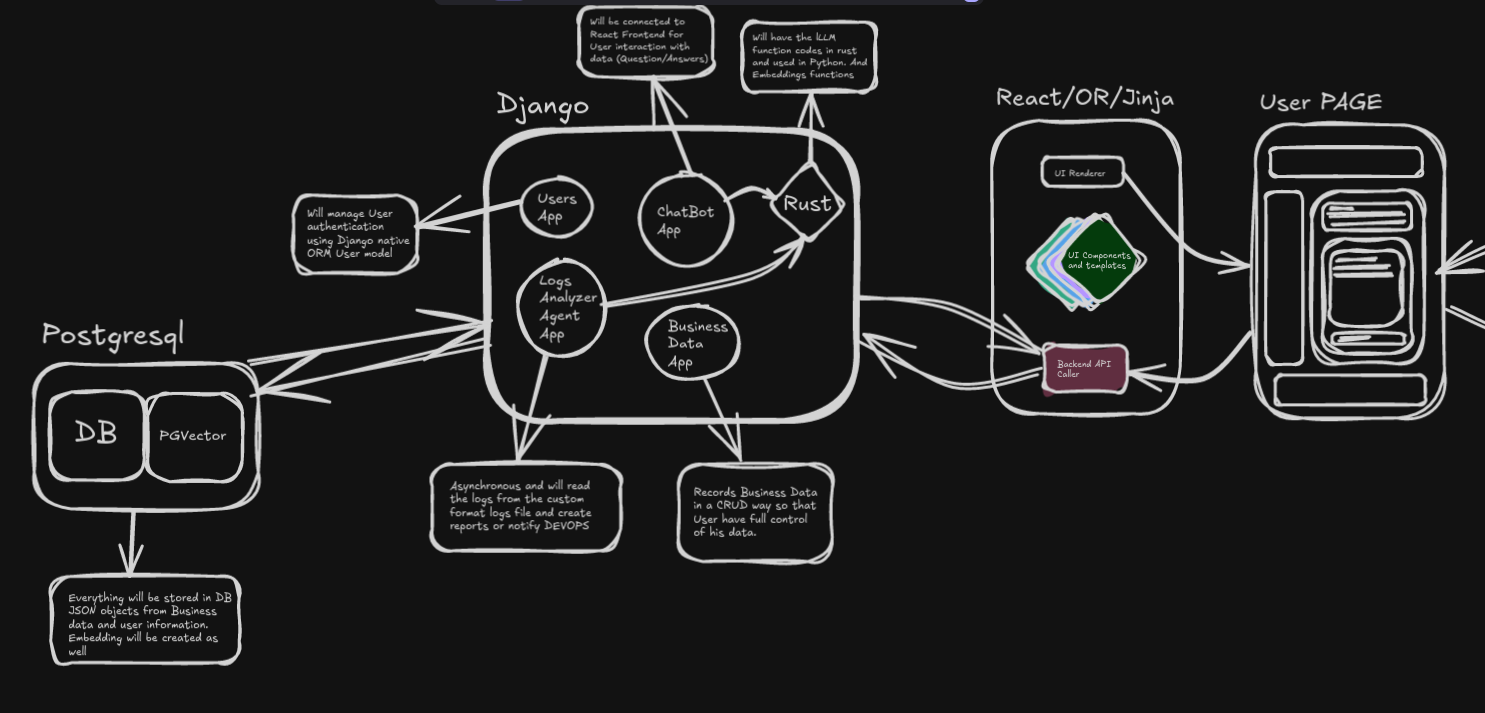 Will be connected to
React Frontend for
User interaction with
data (Question/Answers)
Will have the lLLM
function codes in rust
and used in Python. And
Embeddings functions
Django
React/OR/Jinja
User PAGE
Users
App
ChatBot
App
Rust
UI Renderer
Will manage User
authentication
using Django native
ORM User model
Logs
Analyzer
Agent
App
UI Components
and templates
Business
Data
App
Backend API
Caller
Postgresql
DB
PGVector
Asynchronous and will read
the logs from the custom
format logs file and create
reports or notify DEVOPS
Records Business Data
in a CRUD way so that
User have full control
of his data.
Everything will be stored in DB
JSON objects from Business
data and user information.
Embedding will be created as
well